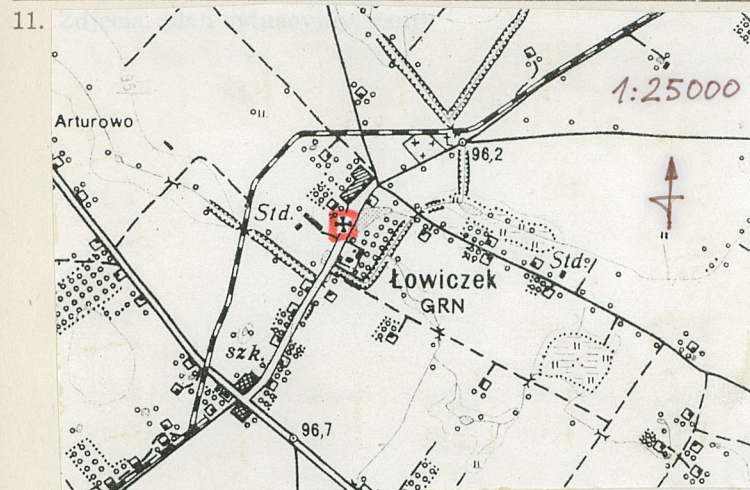 11.
1:25000
Arturowo
96,2
Std.
Std.
Łowiczek
GRN
szk.
96,7